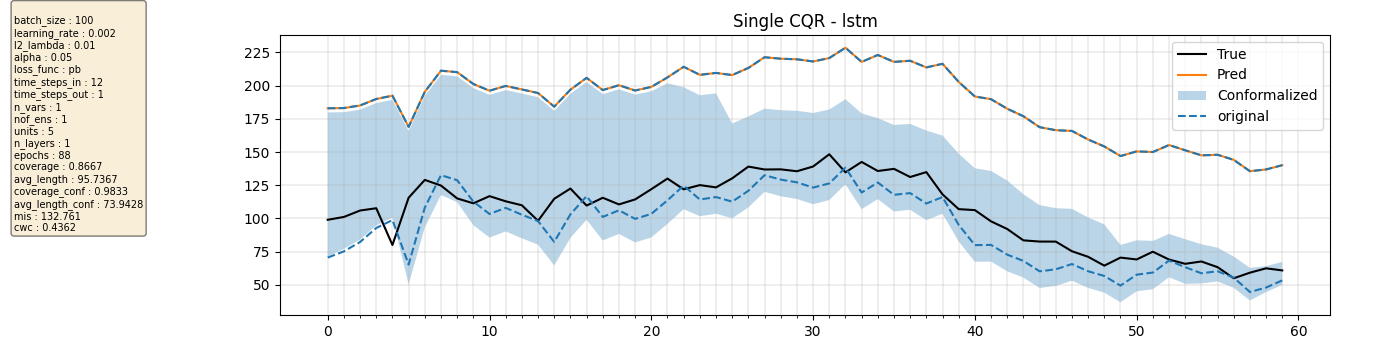 batch_size : 100
learning_rate : 0.002
l2_lambda : 0.01
alpha : 0.05
loss_func : pb
time_steps_in : 12
time_steps_out : 1
n_vars : 1
nof_ens : 1
units : 5
n_layers : 1
epochs : 88
coverage : 0.8667
avg_length : 95.7367
coverage_conf : 0.9833
avg_length_conf : 73.9428
mis : 132.761
cwc : 0.4362
Single CQR - lstm
225
200
175
150
125
100
75
50
0 10 20 30 40 50 60
True
Pred
Conformalized
original